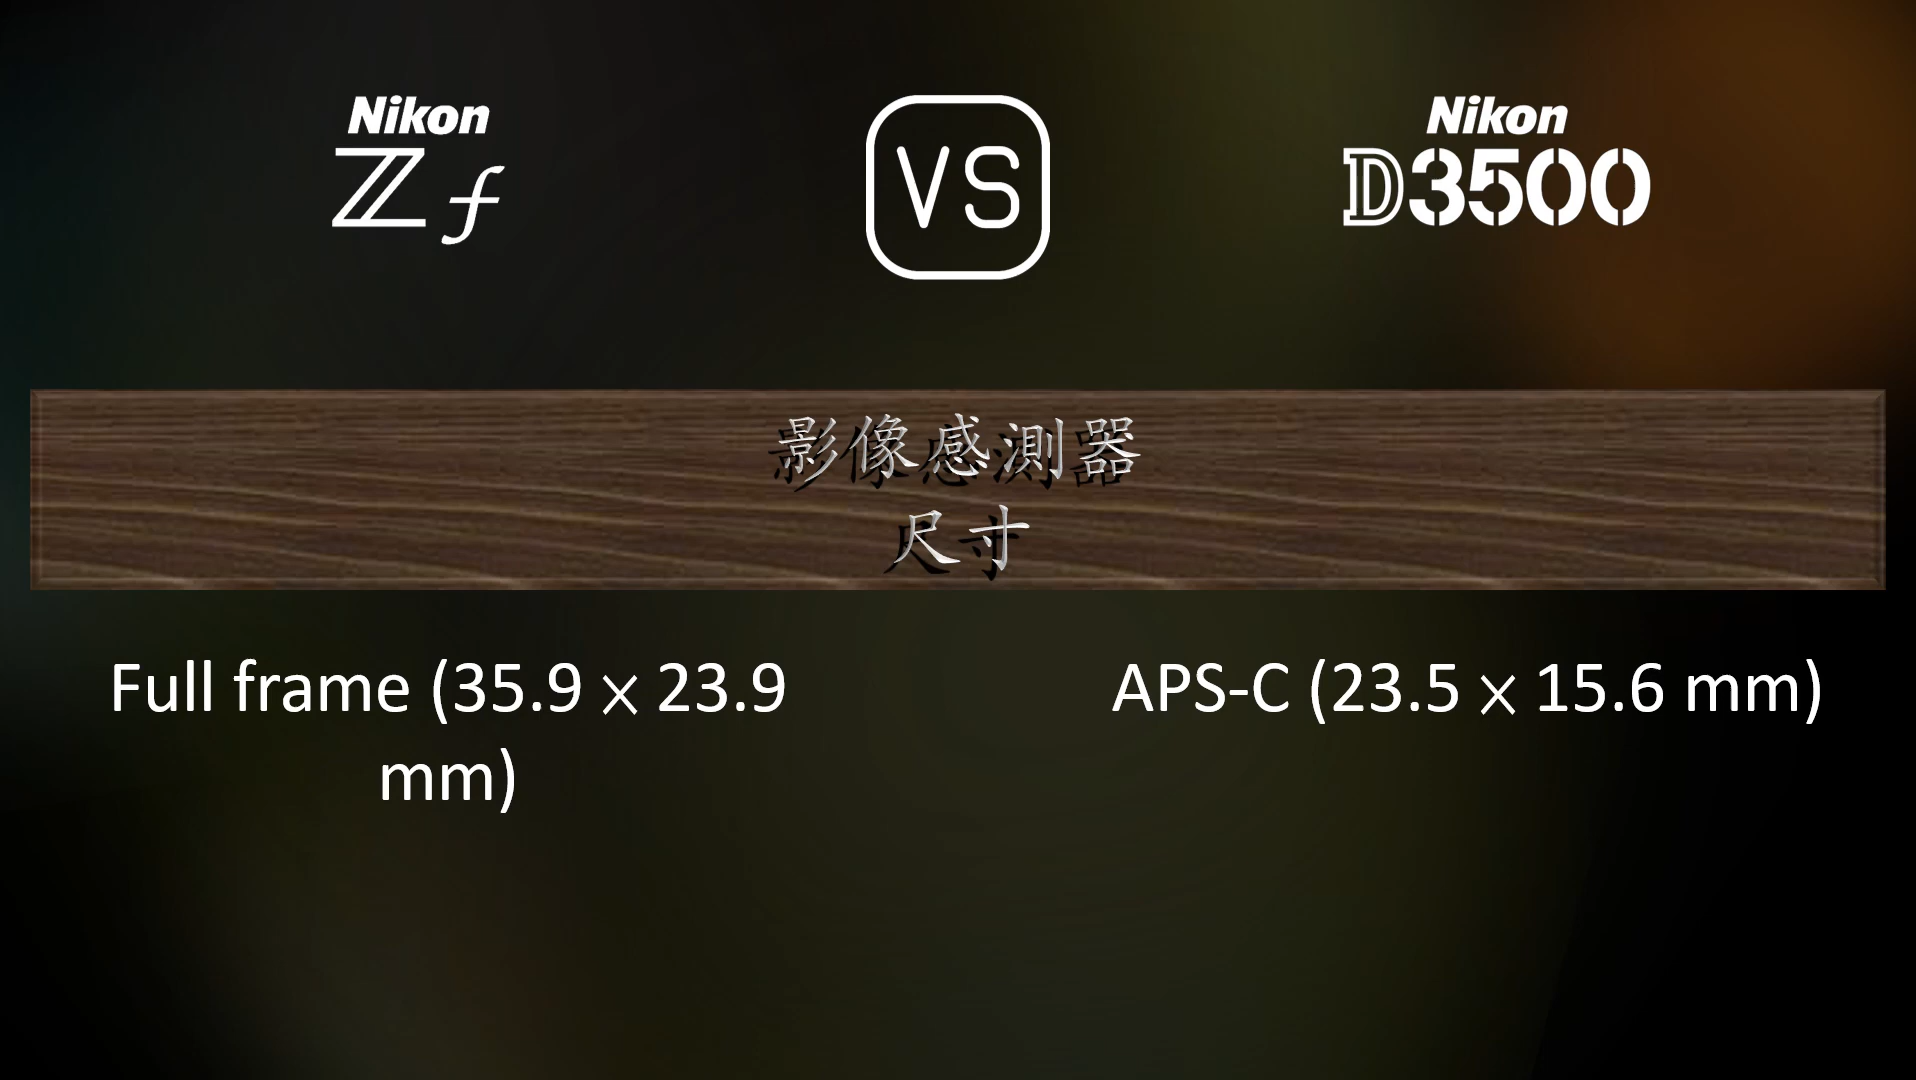 Nikon
Z f
VS
Nikon
D3500
影像感測器
尺寸
Full frame (35.9 x 23.9
mm)
APS-C (23.5 x 15.6 mm)